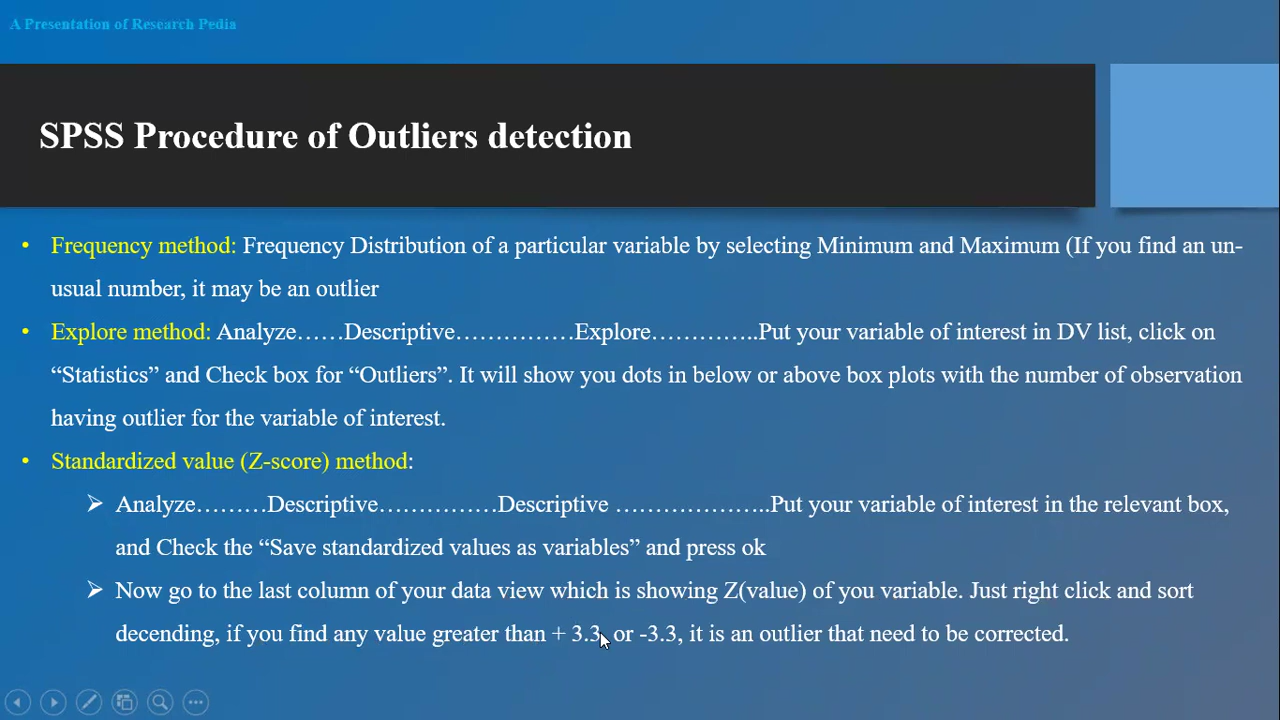 A Presentation of Research Pedia
SPSS Procedure of Outliers detection
• Frequency method: Frequency Distribution of a particular variable by selecting Minimum and Maximum (If you find an un-
usual number, it may be an outlier
• Explore method: Analyze……Descriptive……………Explore…………..Put your variable of interest in DV list, click on
“Statistics” and Check box for “Outliers”. It will show you dots in below or above box plots with the number of observation
having outlier for the variable of interest.
• Standardized value (Z-score) method:
➢ Analyze………Descriptive……………Descriptive ………………..Put your variable of interest in the relevant box,
and Check the “Save standardized values as variables” and press ok
➢ Now go to the last column of your data view which is showing Z(value) of you variable. Just right click and sort
decending, if you find any value greater than + 3.3, or -3.3, it is an outlier that need to be corrected.